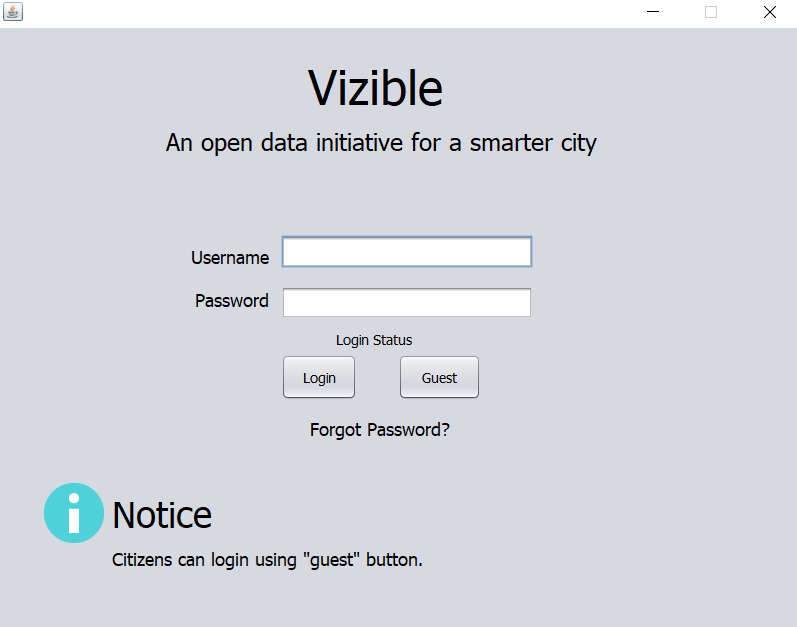 Vizible
An open data initiative for a smarter city
Username
Password
Login Status
Login Guest
Forgot Password?
Notice
Citizens can login using "guest" button.